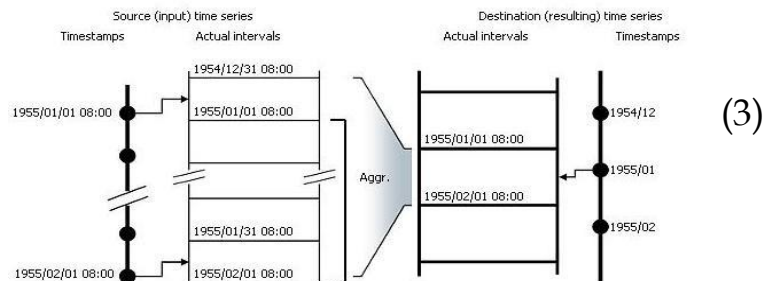 Source (input) time series
Destination (resulting) time series
Timestamps
Actual intervals
Actual intervals
Timestamps
1954/12/31 08:00
1955/01/01 08:00
1955/01/01 08:00
1954/12
(3)
1955/01/01 08:00
Aggr.
1955/01
1955/02/01 08:00
1955/01/31 08:00
1955/02
1955/02/01 08:00
1955/02/01 08:00